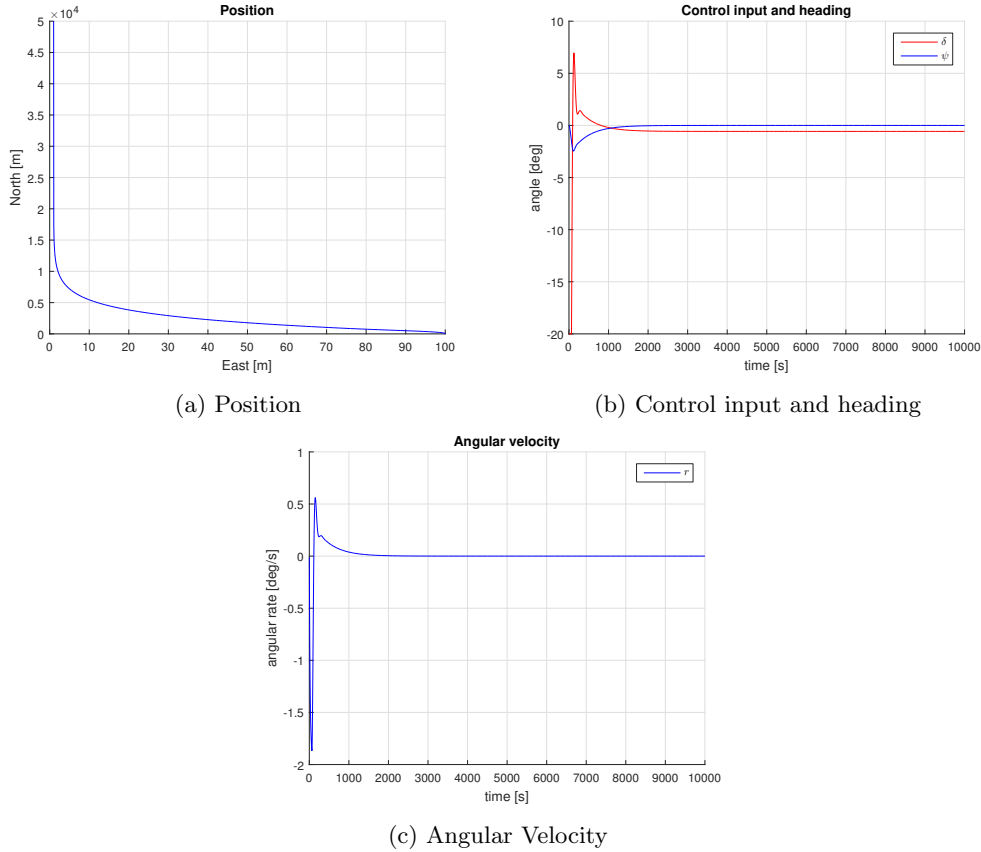 Position
×10⁴
5
4.5
4
3.5
3
2.5
2
1.5
1
0.5
0
North [m]
0 10 20 30 40 50 60 70 80 90 100
East [m]
(a) Position
Control input and heading
10
5
0
-5
-10
-15
-20
angle [deg]
δ
ψ
0 1000 2000 3000 4000 5000 6000 7000 8000 9000 10000
time [s]
(b) Control input and heading
Angular velocity
1
0.5
0
-0.5
-1
-1.5
-2
angular rate [deg/s]
r
0 1000 2000 3000 4000 5000 6000 7000 8000 9000 10000
time [s]
(c) Angular Velocity